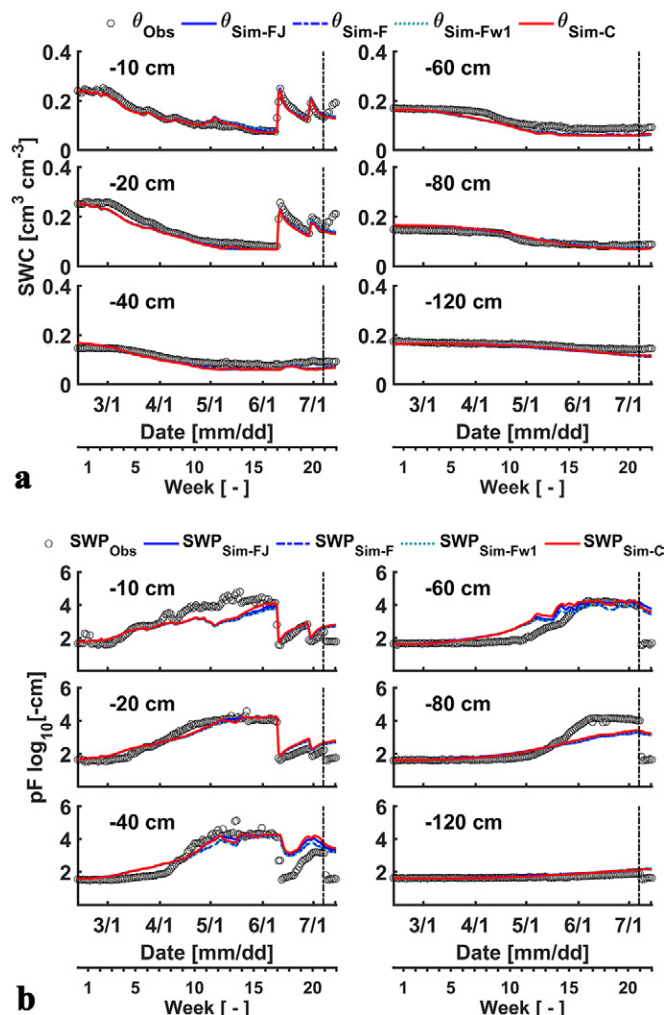 θObs θSim-FJ θSim-F θSim-Fw1 θSim-C
0.4 -10 cm 0.4 -60 cm
0.2 0.2
0 0
0.4 -20 cm 0.4 -80 cm
0.2 0.2
0 0
0.4 -40 cm 0.4 -120 cm
0.2 0.2
0 0
SWC [cm3 cm-3]
3/1 4/1 5/1 6/1 7/1 3/1 4/1 5/1 6/1 7/1
Date [mm/dd] Date [mm/dd]
1 5 10 15 20 1 5 10 15 20
a Week [ - ] Week [ - ]
SWPObs SWPSim-FJ SWPSim-F SWPSim-Fw1 SWPSim-C
6 -10 cm 6 -60 cm
4 4
2 2
6 -20 cm 6 -80 cm
4 4
2 2
6 -40 cm 6 -120 cm
4 4
2 2
pF log10[-cm]
3/1 4/1 5/1 6/1 7/1 3/1 4/1 5/1 6/1 7/1
Date [mm/dd] Date [mm/dd]
1 5 10 15 20 1 5 10 15 20
b Week [ - ] Week [ - ]